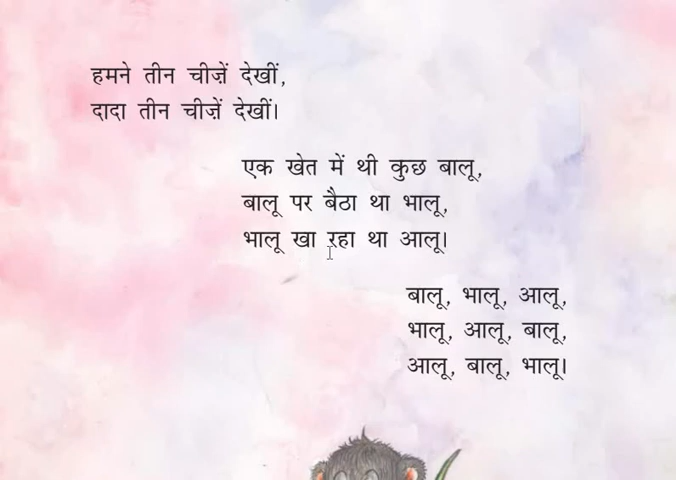 हमने तीन चीज़ें देखीं,
दादा तीन चीज़ें देखीं।
एक खेत में थी कुछ बालू,
बालू पर बैठा था भालू,
भालू खा रहा था आलू।
बालू, भालू, आलू,
भालू, आलू, बालू,
आलू, बालू, भालू।